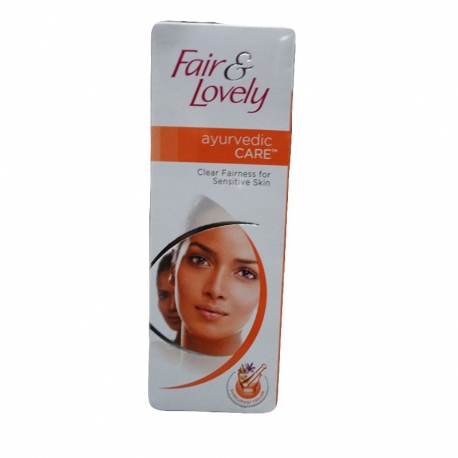 Fair &
Lovely
ayurvedic
CARE™
Clear Fairness for
Sensitive Skin